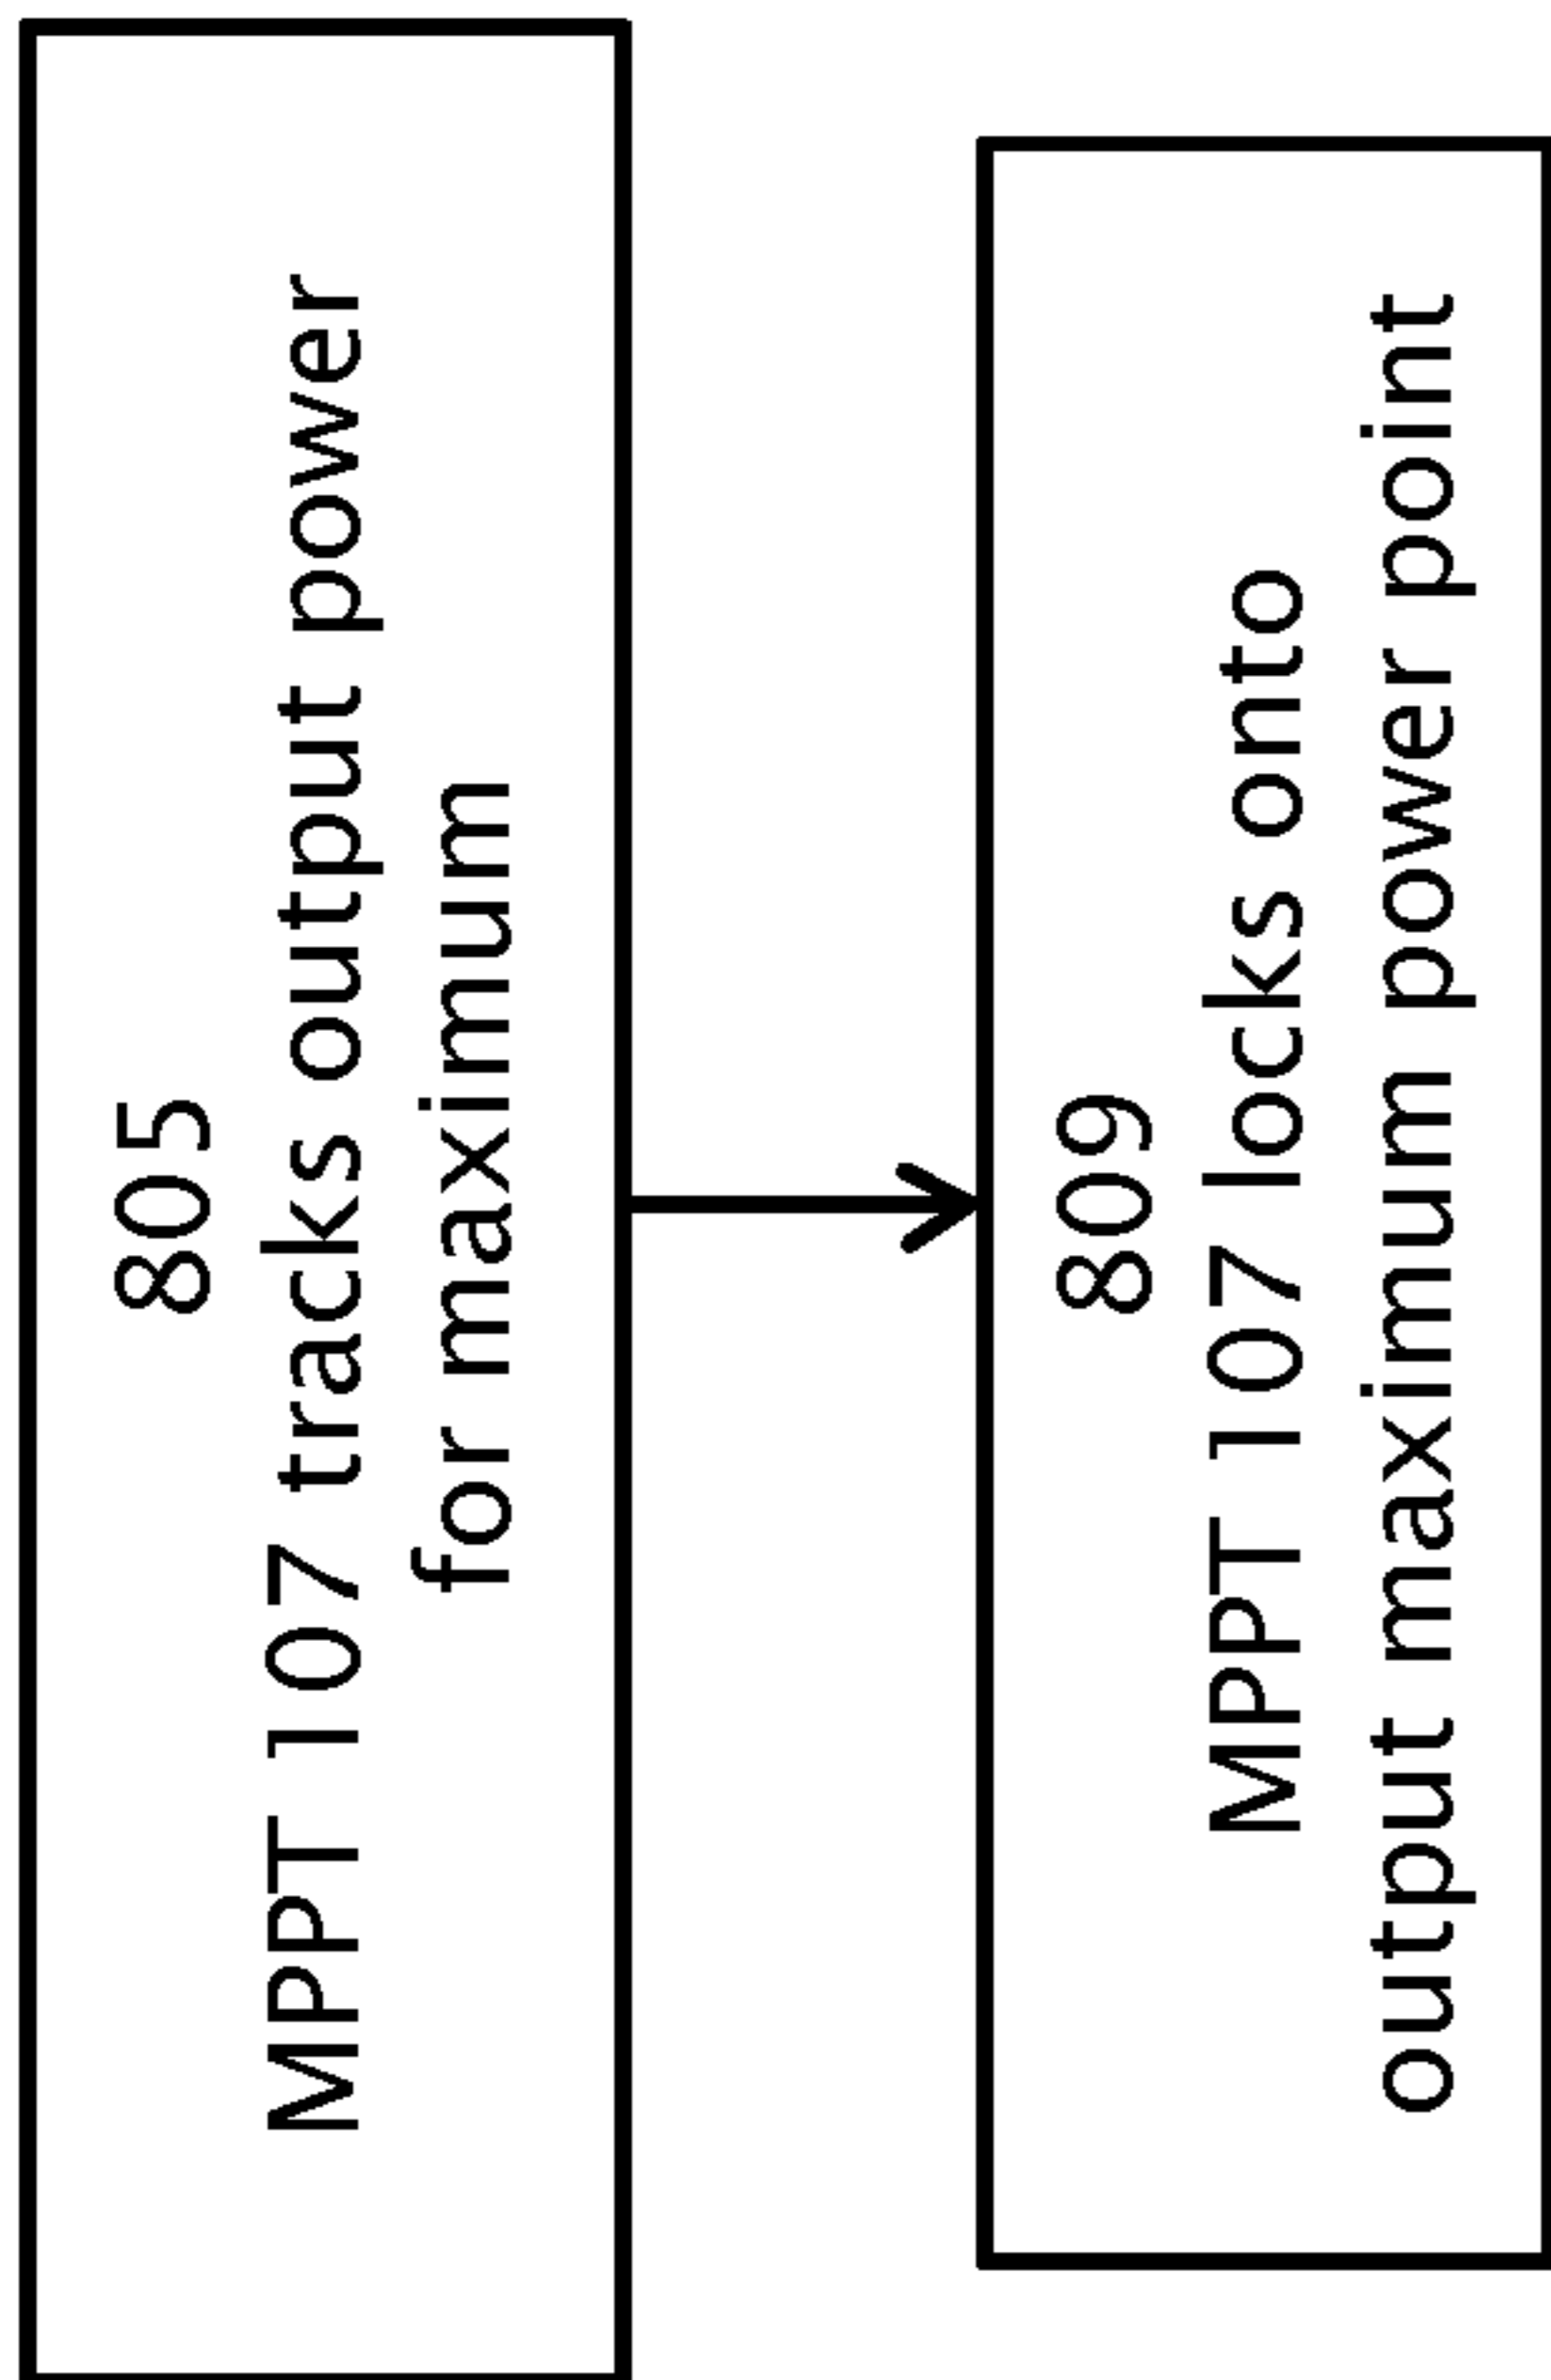 805
MPPT 107 tracks output power
for maximum
809
MPPT 107 locks onto
output maximum power point